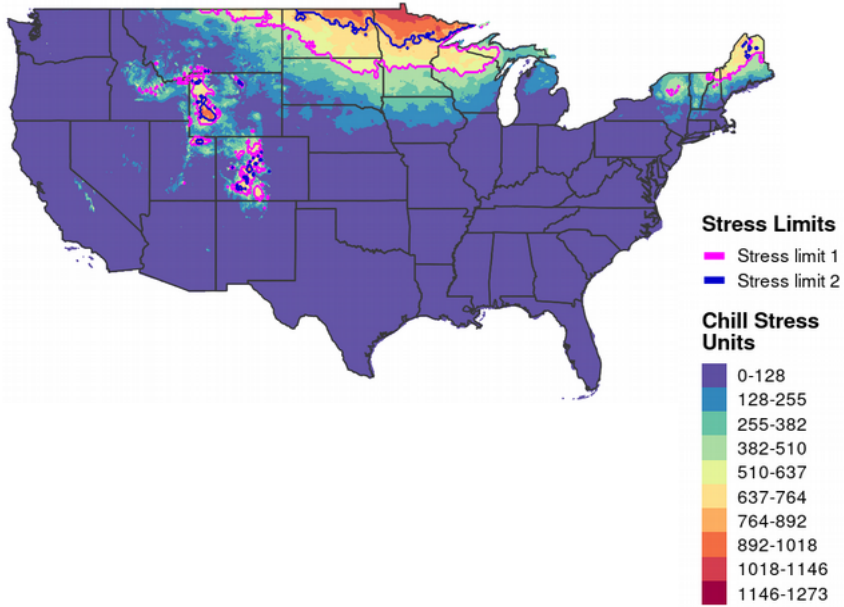 Stress Limits
Stress limit 1
Stress limit 2
Chill Stress
Units
0-128
128-255
255-382
382-510
510-637
637-764
764-892
892-1018
1018-1146
1146-1273